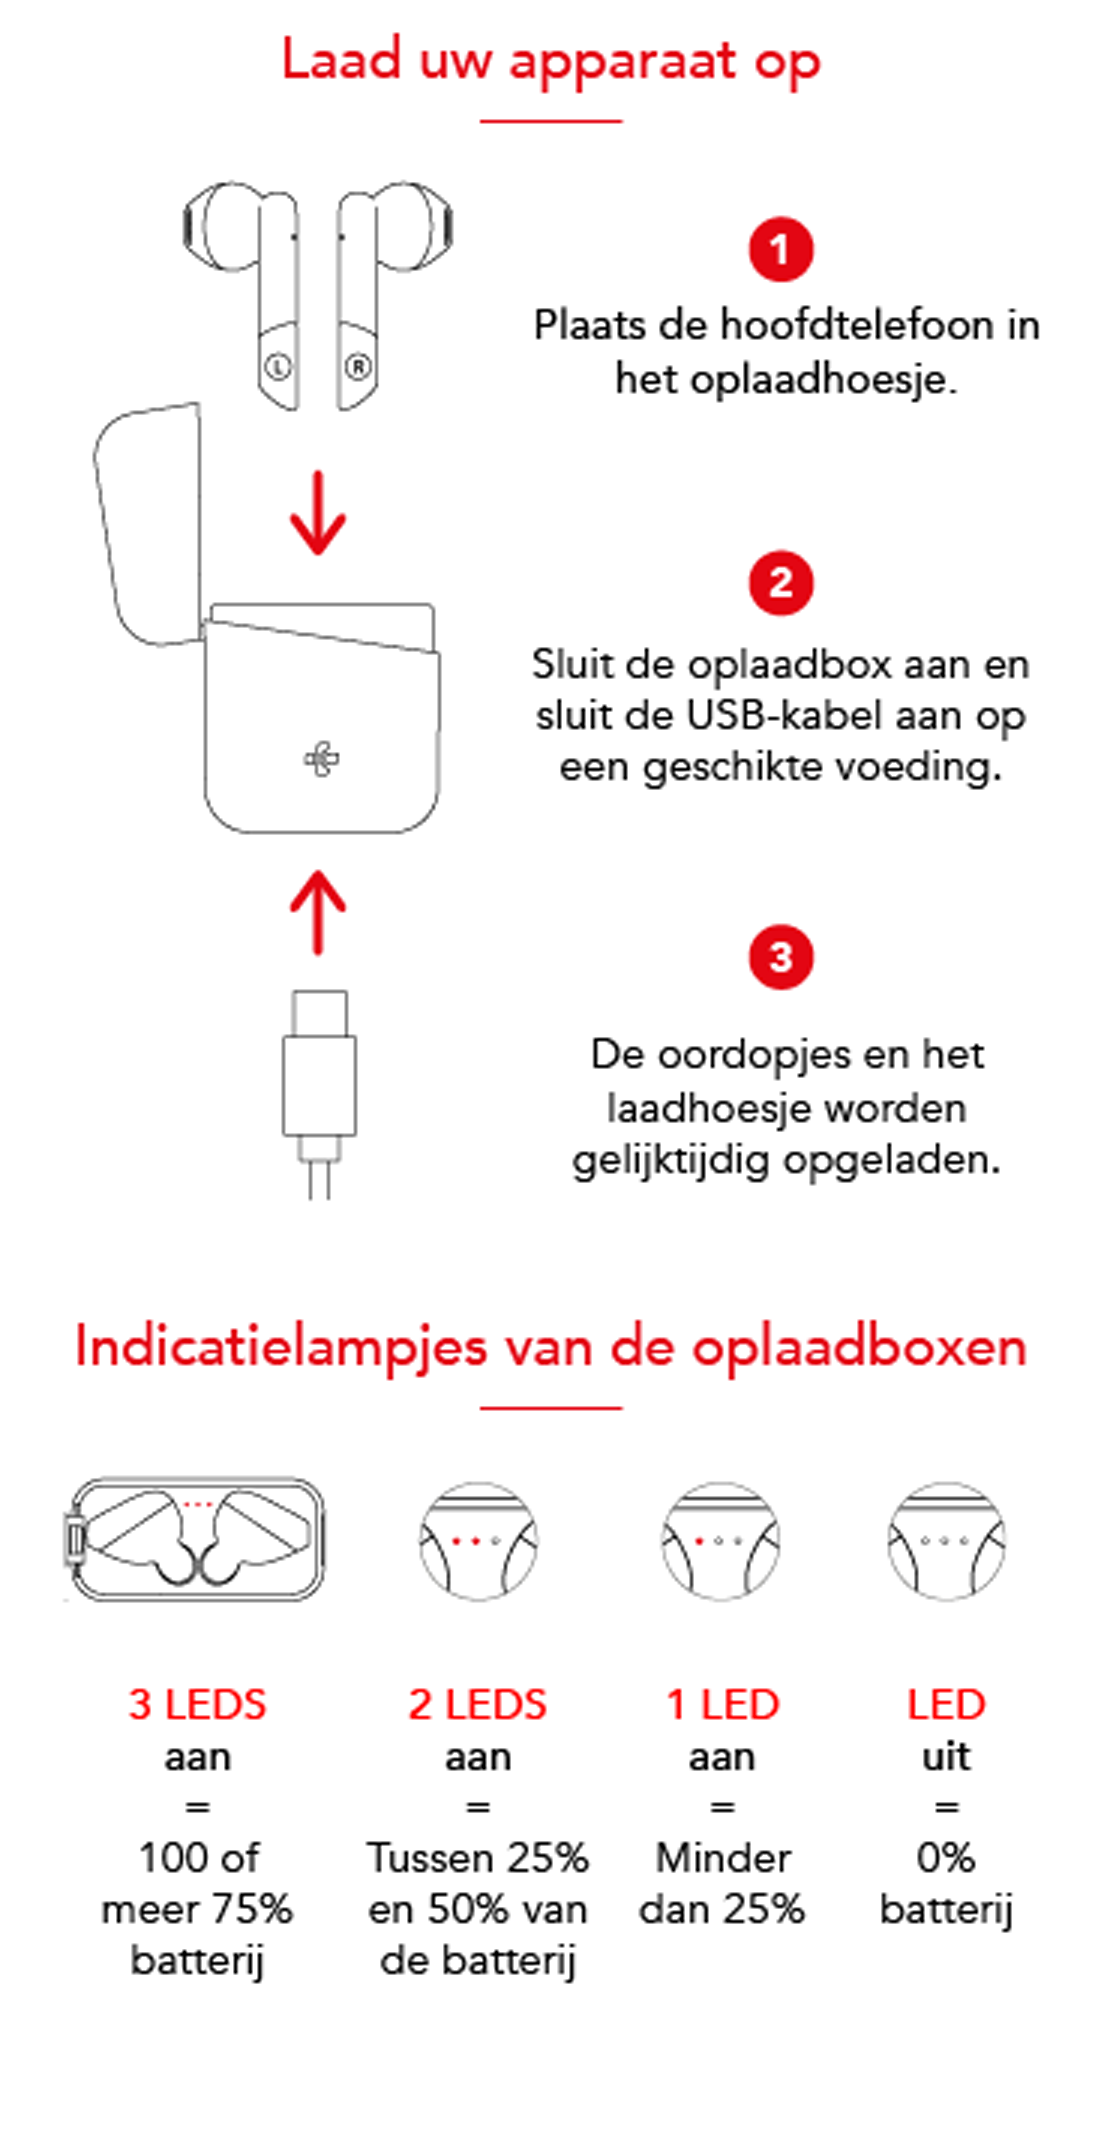 Laad uw apparaat op
1
Plaats de hoofdtelefoon in
het oplaadhoesje.
L
R
2
Sluit de oplaadbox aan en
sluit de USB-kabel aan op
een geschikte voeding.
3
De oordopjes en het
laadhoesje worden
gelijktijdig opgeladen.
Indicatielampjes van de oplaadboxen
3 LEDS
aan
=
100 of
meer 75%
batterij
2 LEDS
aan
=
Tussen 25%
en 50% van
de batterij
1 LED
aan
=
Minder
dan 25%
LED
uit
=
0%
batterij